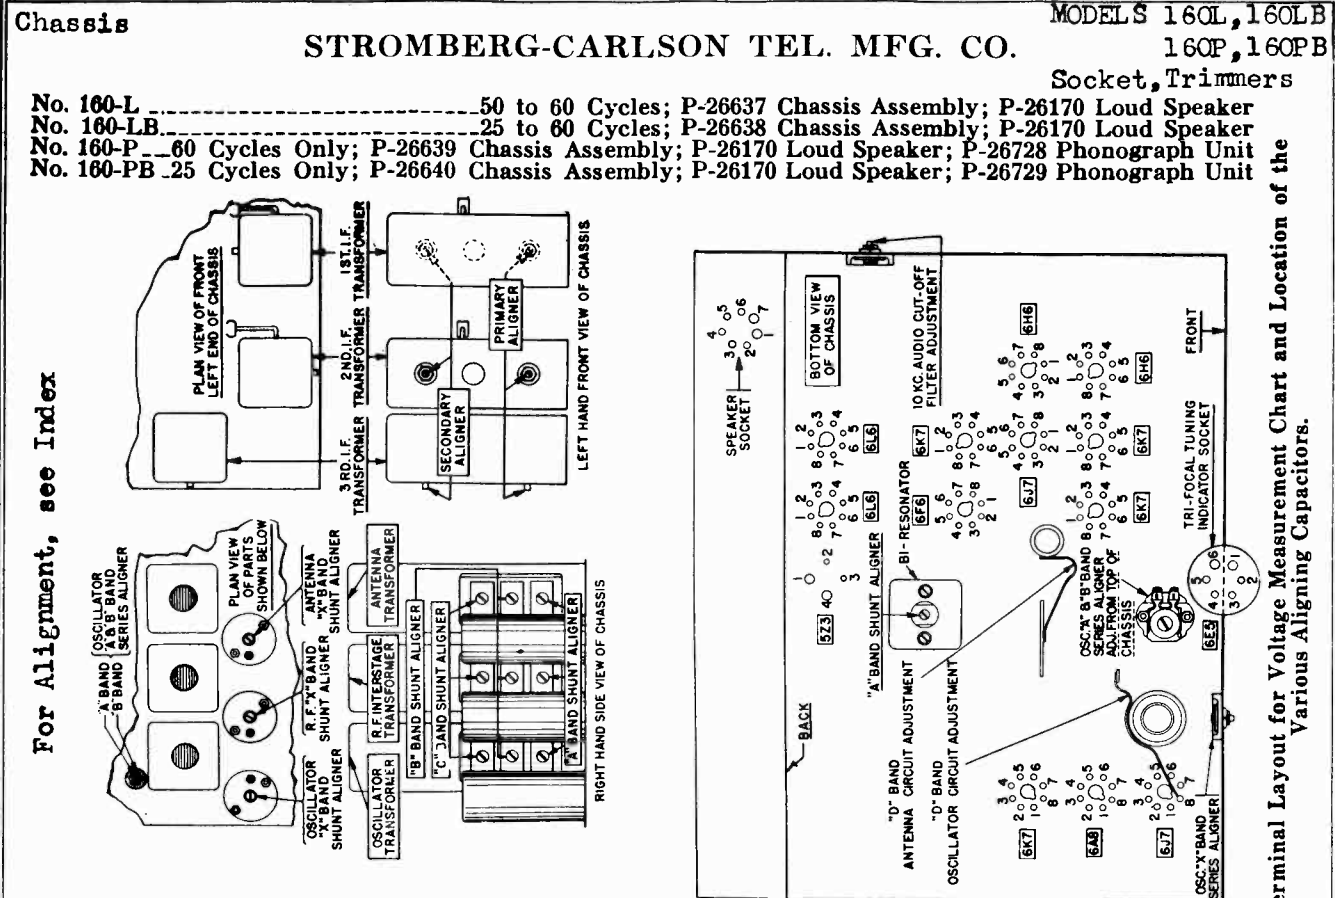 Chassis
MODELS 160L,160LB
160P,160PB
STROMBERG-CARLSON TEL. MFG. CO.
Socket,Trimmers
No. 160-L 50 to 60 Cycles; P-26637 Chassis Assembly; P-26170 Loud Speaker
No. 160-LB 25 to 60 Cycles; P-26638 Chassis Assembly; P-26170 Loud Speaker
No. 160-P 60 Cycles Only; P-26639 Chassis Assembly; P-26170 Loud Speaker; P-26728 Phonograph Unit
No. 160-PB 25 Cycles Only; P-26640 Chassis Assembly; P-26170 Loud Speaker; P-26729 Phonograph Unit
For Alignment, see Index
PLAN VIEW OF FRONT
LEFT END OF CHASSIS
1ST. I.F.
TRANSFORMER
2ND. I.F.
TRANSFORMER
3RD. I.F.
TRANSFORMER
PRIMARY
ALIGNER
SECONDARY
ALIGNER
LEFT HAND FRONT VIEW OF CHASSIS
"A" BAND
"B" BAND
OSCILLATOR
"A"&"B" BAND
SERIES ALIGNER
PLAN VIEW
OF PARTS
SHOWN BELOW
ANTENNA
"X" BAND
SHUNT ALIGNER
R.F. "X" BAND
SHUNT ALIGNER
OSCILLATOR
"X" BAND
SHUNT ALIGNER
ANTENNA
TRANSFORMER
R.F. INTERSTAGE
TRANSFORMER
OSCILLATOR
TRANSFORMER
"B" BAND SHUNT ALIGNER
"C" BAND SHUNT ALIGNER
"A" BAND SHUNT ALIGNER
RIGHT HAND SIDE VIEW OF CHASSIS
SPEAKER
SOCKET
4 5 6 7 3 2 1
BOTTOM VIEW
OF CHASSIS
10 KC. AUDIO CUT-OFF
FILTER ADJUSTMENT
6H6
6H6
FRONT
6L6
6K7
6J7
6K7
6L6
6F6
6K7
TRI-FOCAL TUNING
INDICATOR SOCKET
5Z3
"A" BAND SHUNT ALIGNER
BI-RESONATOR
OSC. "A" & "B" BAND
SERIES ALIGNER
ADJ. FROM TOP OF
CHASSIS
6E5
BACK
"D" BAND
ANTENNA CIRCUIT ADJUSTMENT
"D" BAND
OSCILLATOR CIRCUIT ADJUSTMENT
6K7
6A8
6J7
OSC. "X" BAND
SERIES ALIGNER
erminal Layout for Voltage Measurement Chart and Location of the
Various Aligning Capacitors.